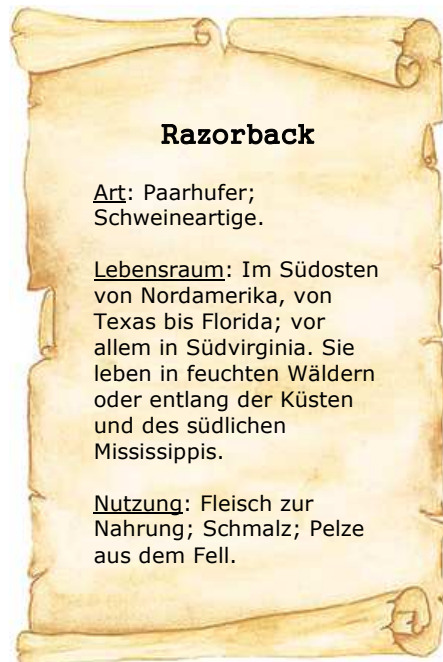 Razorback
Art: Paarhufer;
Schweineartige.
Lebensraum: Im Südosten
von Nordamerika, von
Texas bis Florida; vor
allem in Südvirginia. Sie
leben in feuchten Wäldern
oder entlang der Küsten
und des südlichen
Mississippis.
Nutzung: Fleisch zur
Nahrung; Schmalz; Pelze
aus dem Fell.